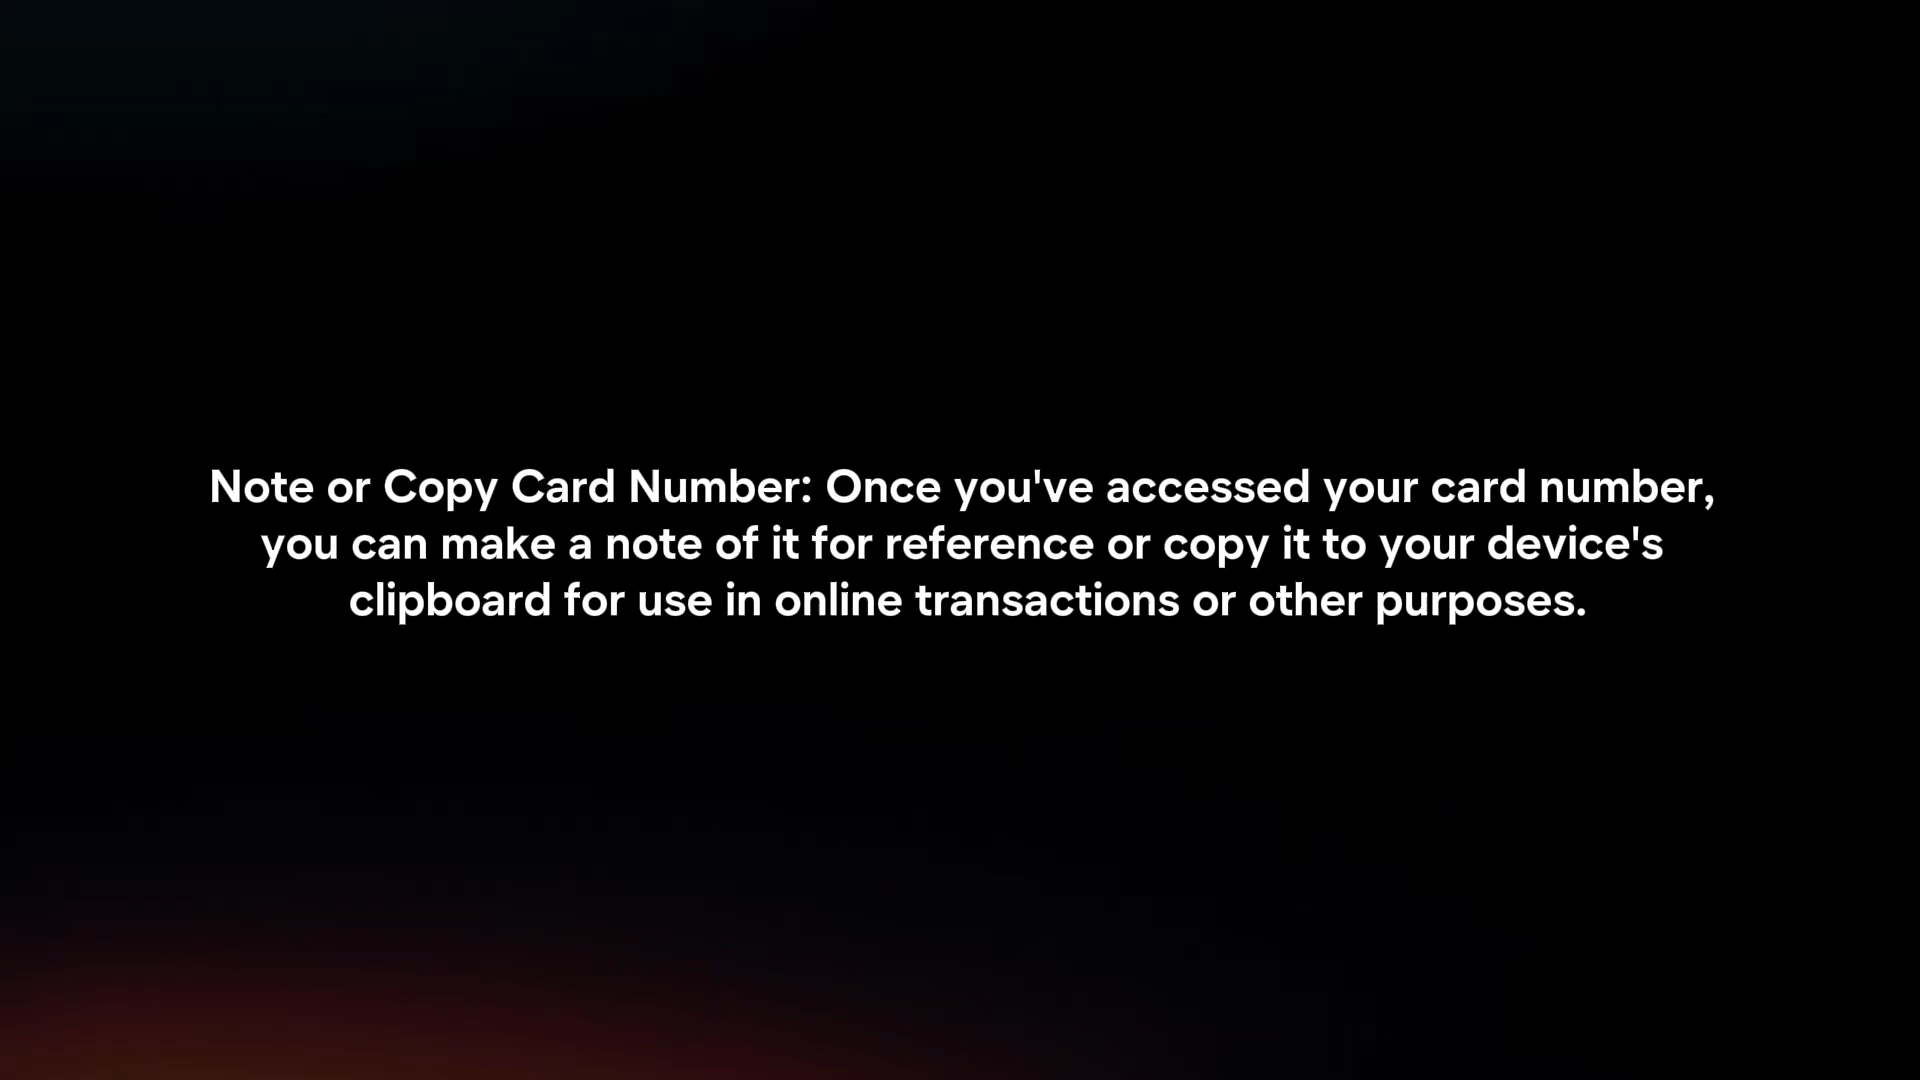 Note or Copy Card Number: Once you've accessed your card number,
you can make a note of it for reference or copy it to your device's
clipboard for use in online transactions or other purposes.